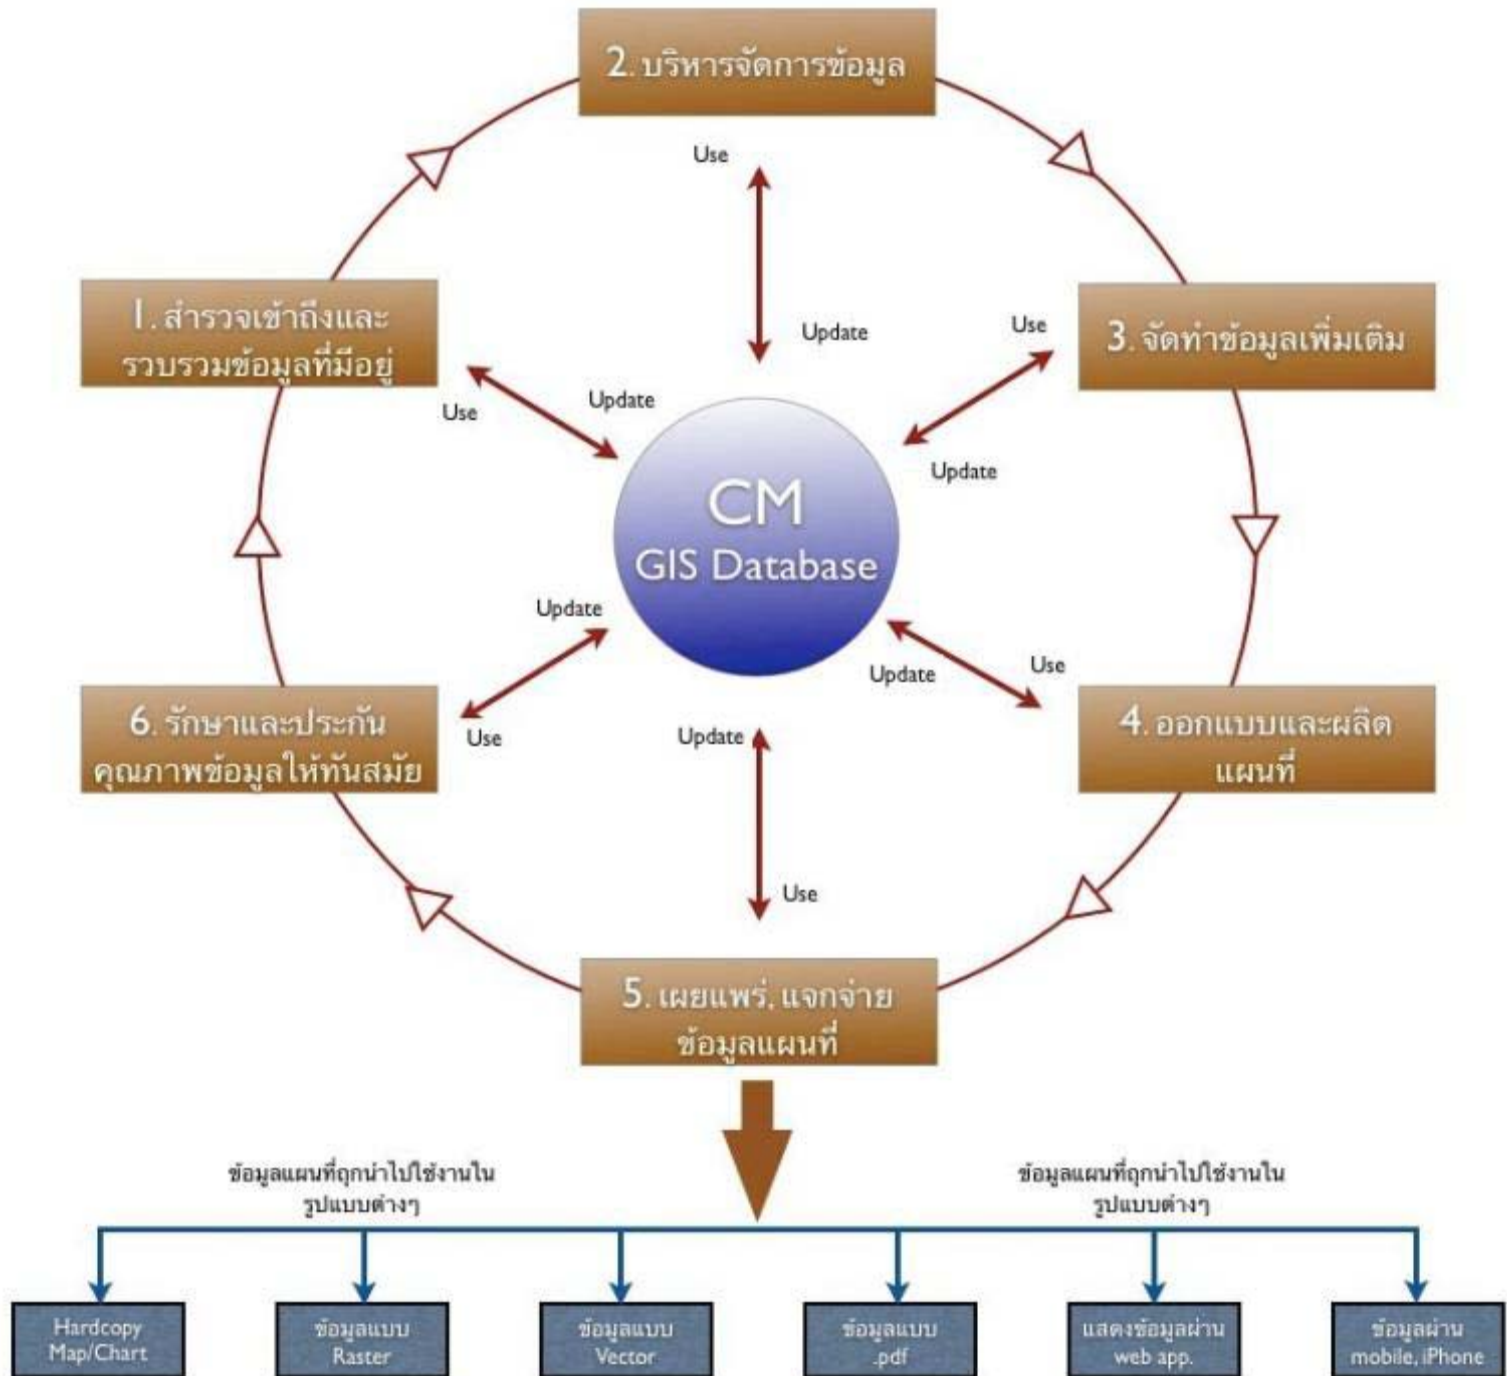 2. บริหารจัดการข้อมูล
Use
Update
1. สำรวจเข้าถึงและ
รวบรวมข้อมูลที่มีอยู่
Use
Update
3. จัดทำข้อมูลเพิ่มเติม
Use
Update
CM
GIS Database
6. รักษาและประกัน
คุณภาพข้อมูลให้ทันสมัย
Update
Use
4. ออกแบบและผลิต
แผนที่
Update
Use
Update
Use
5. เผยแพร่, แจกจ่าย
ข้อมูลแผนที่
ข้อมูลแผนที่ถูกนำไปใช้งานใน
รูปแบบต่างๆ
ข้อมูลแผนที่ถูกนำไปใช้งานใน
รูปแบบต่างๆ
Hardcopy
Map/Chart
ข้อมูลแบบ
Raster
ข้อมูลแบบ
Vector
ข้อมูลแบบ
.pdf
แสดงข้อมูลผ่าน
web app.
ข้อมูลผ่าน
mobile, iPhone